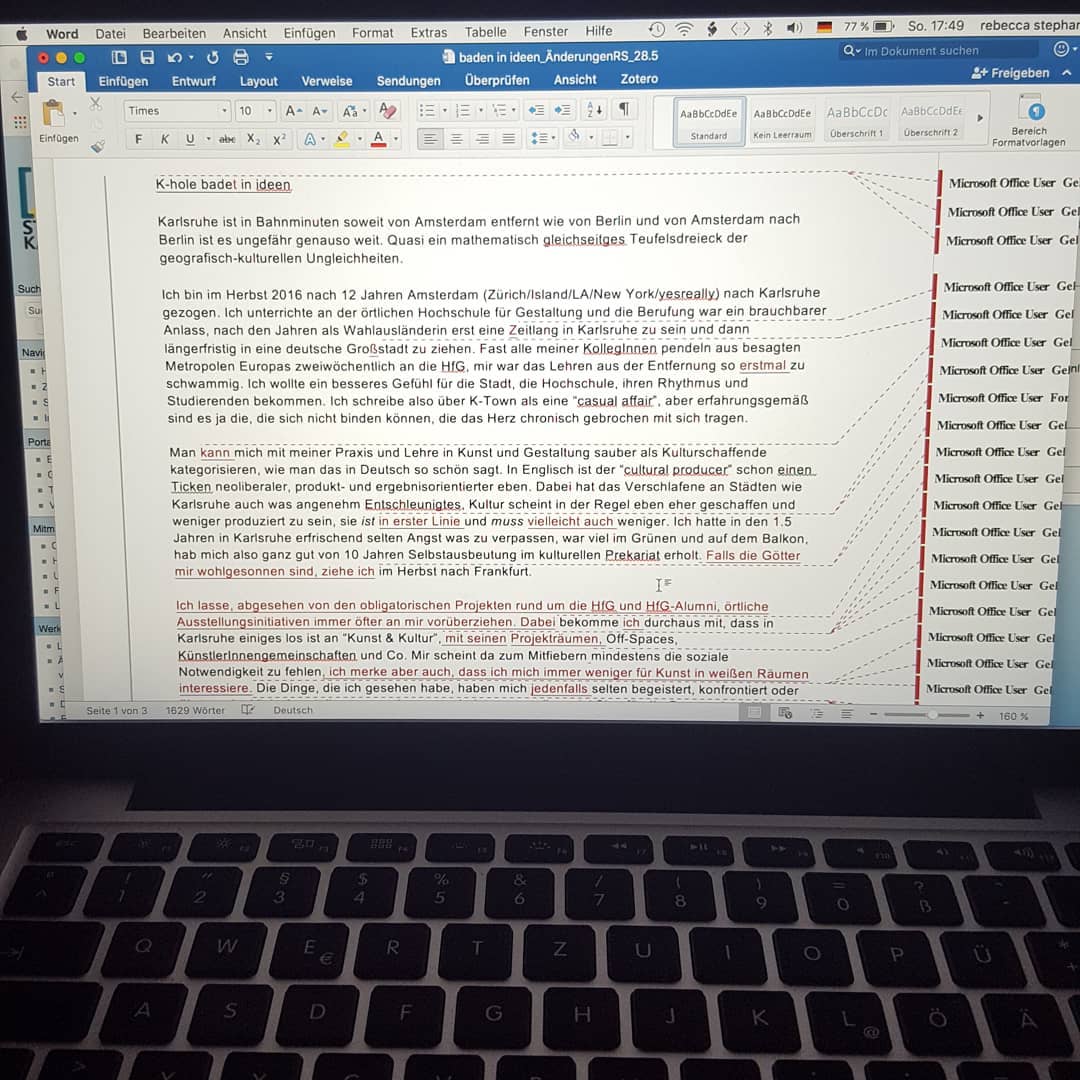 Word Datei Bearbeiten Ansicht Einfügen Format Extras Tabelle Fenster Hilfe 77 % So. 17:49 rebecca stephan
baden in ideen_ÄnderungenRS_28.5
Im Dokument suchen
Start Einfügen Entwurf Layout Verweise Sendungen Überprüfen Ansicht Zotero
Freigeben
Einfügen
Times 10
F K U abc X₂ X²
AaBbCcDdEe AaBbCcDdEe AaBbCcDc AaBbCcDdEe
Standard Kein Leerraum Überschrift 1 Überschrift 2
Bereich
Formatvorlagen
K-hole badet in ideen
Karlsruhe ist in Bahnminuten soweit von Amsterdam entfernt wie von Berlin und von Amsterdam nach
Berlin ist es ungefähr genauso weit. Quasi ein mathematisch gleichseitges Teufelsdreieck der
geografisch-kulturellen Ungleichheiten.
Ich bin im Herbst 2016 nach 12 Jahren Amsterdam (Zürich/Island/LA/New York/yesreally) nach Karlsruhe
gezogen. Ich unterrichte an der örtlichen Hochschule für Gestaltung und die Berufung war ein brauchbarer
Anlass, nach den Jahren als Wahlausländerin erst eine Zeitlang in Karlsruhe zu sein und dann
längerfristig in eine deutsche Großstadt zu ziehen. Fast alle meiner KollegInnen pendeln aus besagten
Metropolen Europas zweiwöchentlich an die HfG, mir war das Lehren aus der Entfernung so erstmal zu
schwammig. Ich wollte ein besseres Gefühl für die Stadt, die Hochschule, ihren Rhythmus und
Studierenden bekommen. Ich schreibe also über K-Town als eine "casual affair", aber erfahrungsgemäß
sind es ja die, die sich nicht binden können, die das Herz chronisch gebrochen mit sich tragen.
Man kann mich mit meiner Praxis und Lehre in Kunst und Gestaltung sauber als Kulturschaffende
kategorisieren, wie man das in Deutsch so schön sagt. In Englisch ist der "cultural producer" schon einen
Ticken neoliberaler, produkt- und ergebnisorientierter eben. Dabei hat das Verschlafene an Städten wie
Karlsruhe auch was angenehm Entschleunigtes, Kultur scheint in der Regel eben eher geschaffen und
weniger produziert zu sein, sie ist in erster Linie und muss vielleicht auch weniger. Ich hatte in den 1.5
Jahren in Karlsruhe erfrischend selten Angst was zu verpassen, war viel im Grünen und auf dem Balkon,
hab mich also ganz gut von 10 Jahren Selbstausbeutung im kulturellen Prekariat erholt. Falls die Götter
mir wohlgesonnen sind, ziehe ich im Herbst nach Frankfurt.
Ich lasse, abgesehen von den obligatorischen Projekten rund um die HfG und HfG-Alumni, örtliche
Ausstellungsinitiativen immer öfter an mir vorüberziehen. Dabei bekomme ich durchaus mit, dass in
Karlsruhe einiges los ist an "Kunst & Kultur", mit seinen Projekträumen, Off-Spaces,
KünstlerInnengemeinschaften und Co. Mir scheint da zum Mitfiebern mindestens die soziale
Notwendigkeit zu fehlen, ich merke aber auch, dass ich mich immer weniger für Kunst in weißen Räumen
interessiere. Die Dinge, die ich gesehen habe, haben mich jedenfalls selten begeistert, konfrontiert oder
Microsoft Office User Ge
Microsoft Office User Gel
Microsoft Office User Gel
Microsoft Office User Gel
Microsoft Office User Gel
Microsoft Office User Gel
Microsoft Office User Gel
Microsoft Office User For
Microsoft Office User Gel
Microsoft Office User Gel
Microsoft Office User Gel
Microsoft Office User Gel
Microsoft Office User Gel
Microsoft Office User Gel
Microsoft Office User Gel
Microsoft Office User Gel
Microsoft Office User Gel
Microsoft Office User Gel
Microsoft Office User Gel
Seite 1 von 3 1629 Wörter Deutsch 160 %
esc F1 F2 F3 F4 F5 F6 F7 F8 F9 F10
! " § $ % & / ( ) = ?
1 2 3 4 5 6 7 8 9 0 ß
Q W E € R T Z U I O P Ü * +
A S D F G H J K L @ Ö Ä